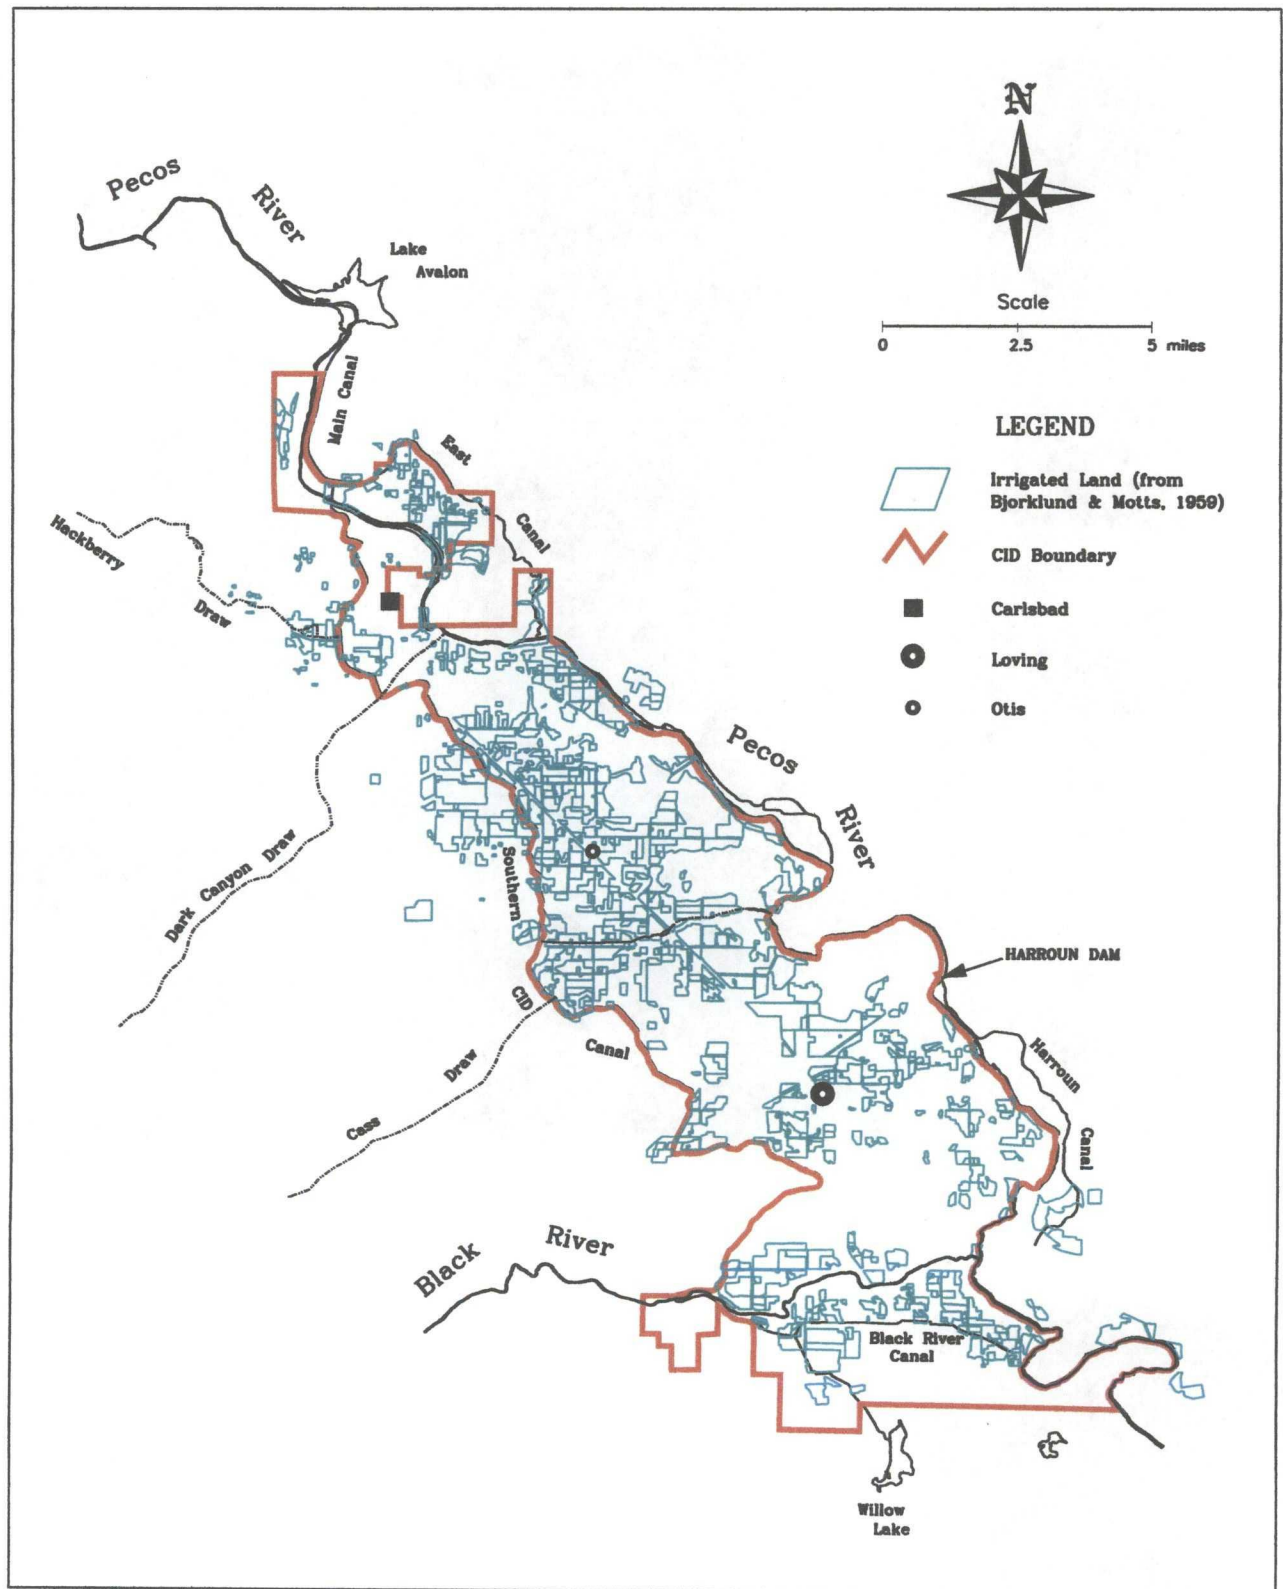 N
Pecos
River
Lake
Avalon
Scale
0 2.5 5 miles
Main Canal
East
Canal
LEGEND
Irrigated Land (from
Bjorklund & Motts, 1959)
CID Boundary
Carlsbad
Loving
Otis
Hackberry
Draw
Pecos
River
Dark Canyon Draw
Southern
CID
Canal
HARROUN DAM
Harroun
Canal
Cass
Draw
Black
River
Black River
Canal
Willow
Lake